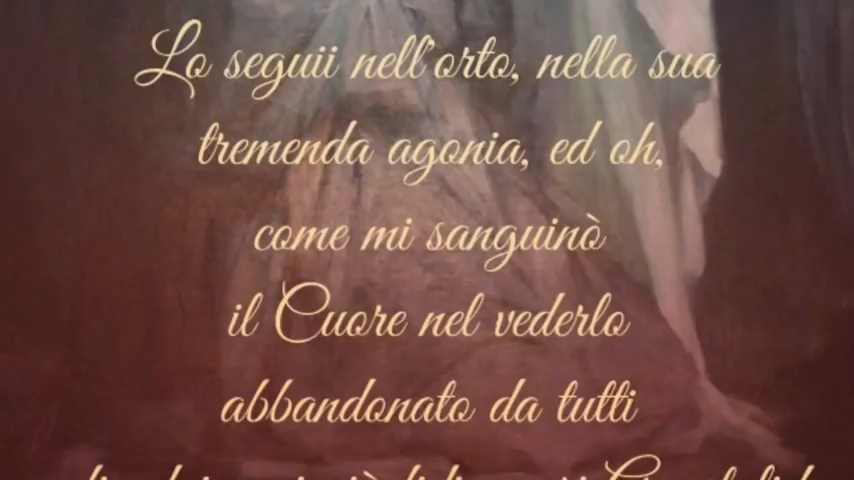 Lo seguii nell'orto, nella sua
tremenda agonia, ed oh,
come mi sanguinò
il Cuore nel vederlo
abbandonato da tutti